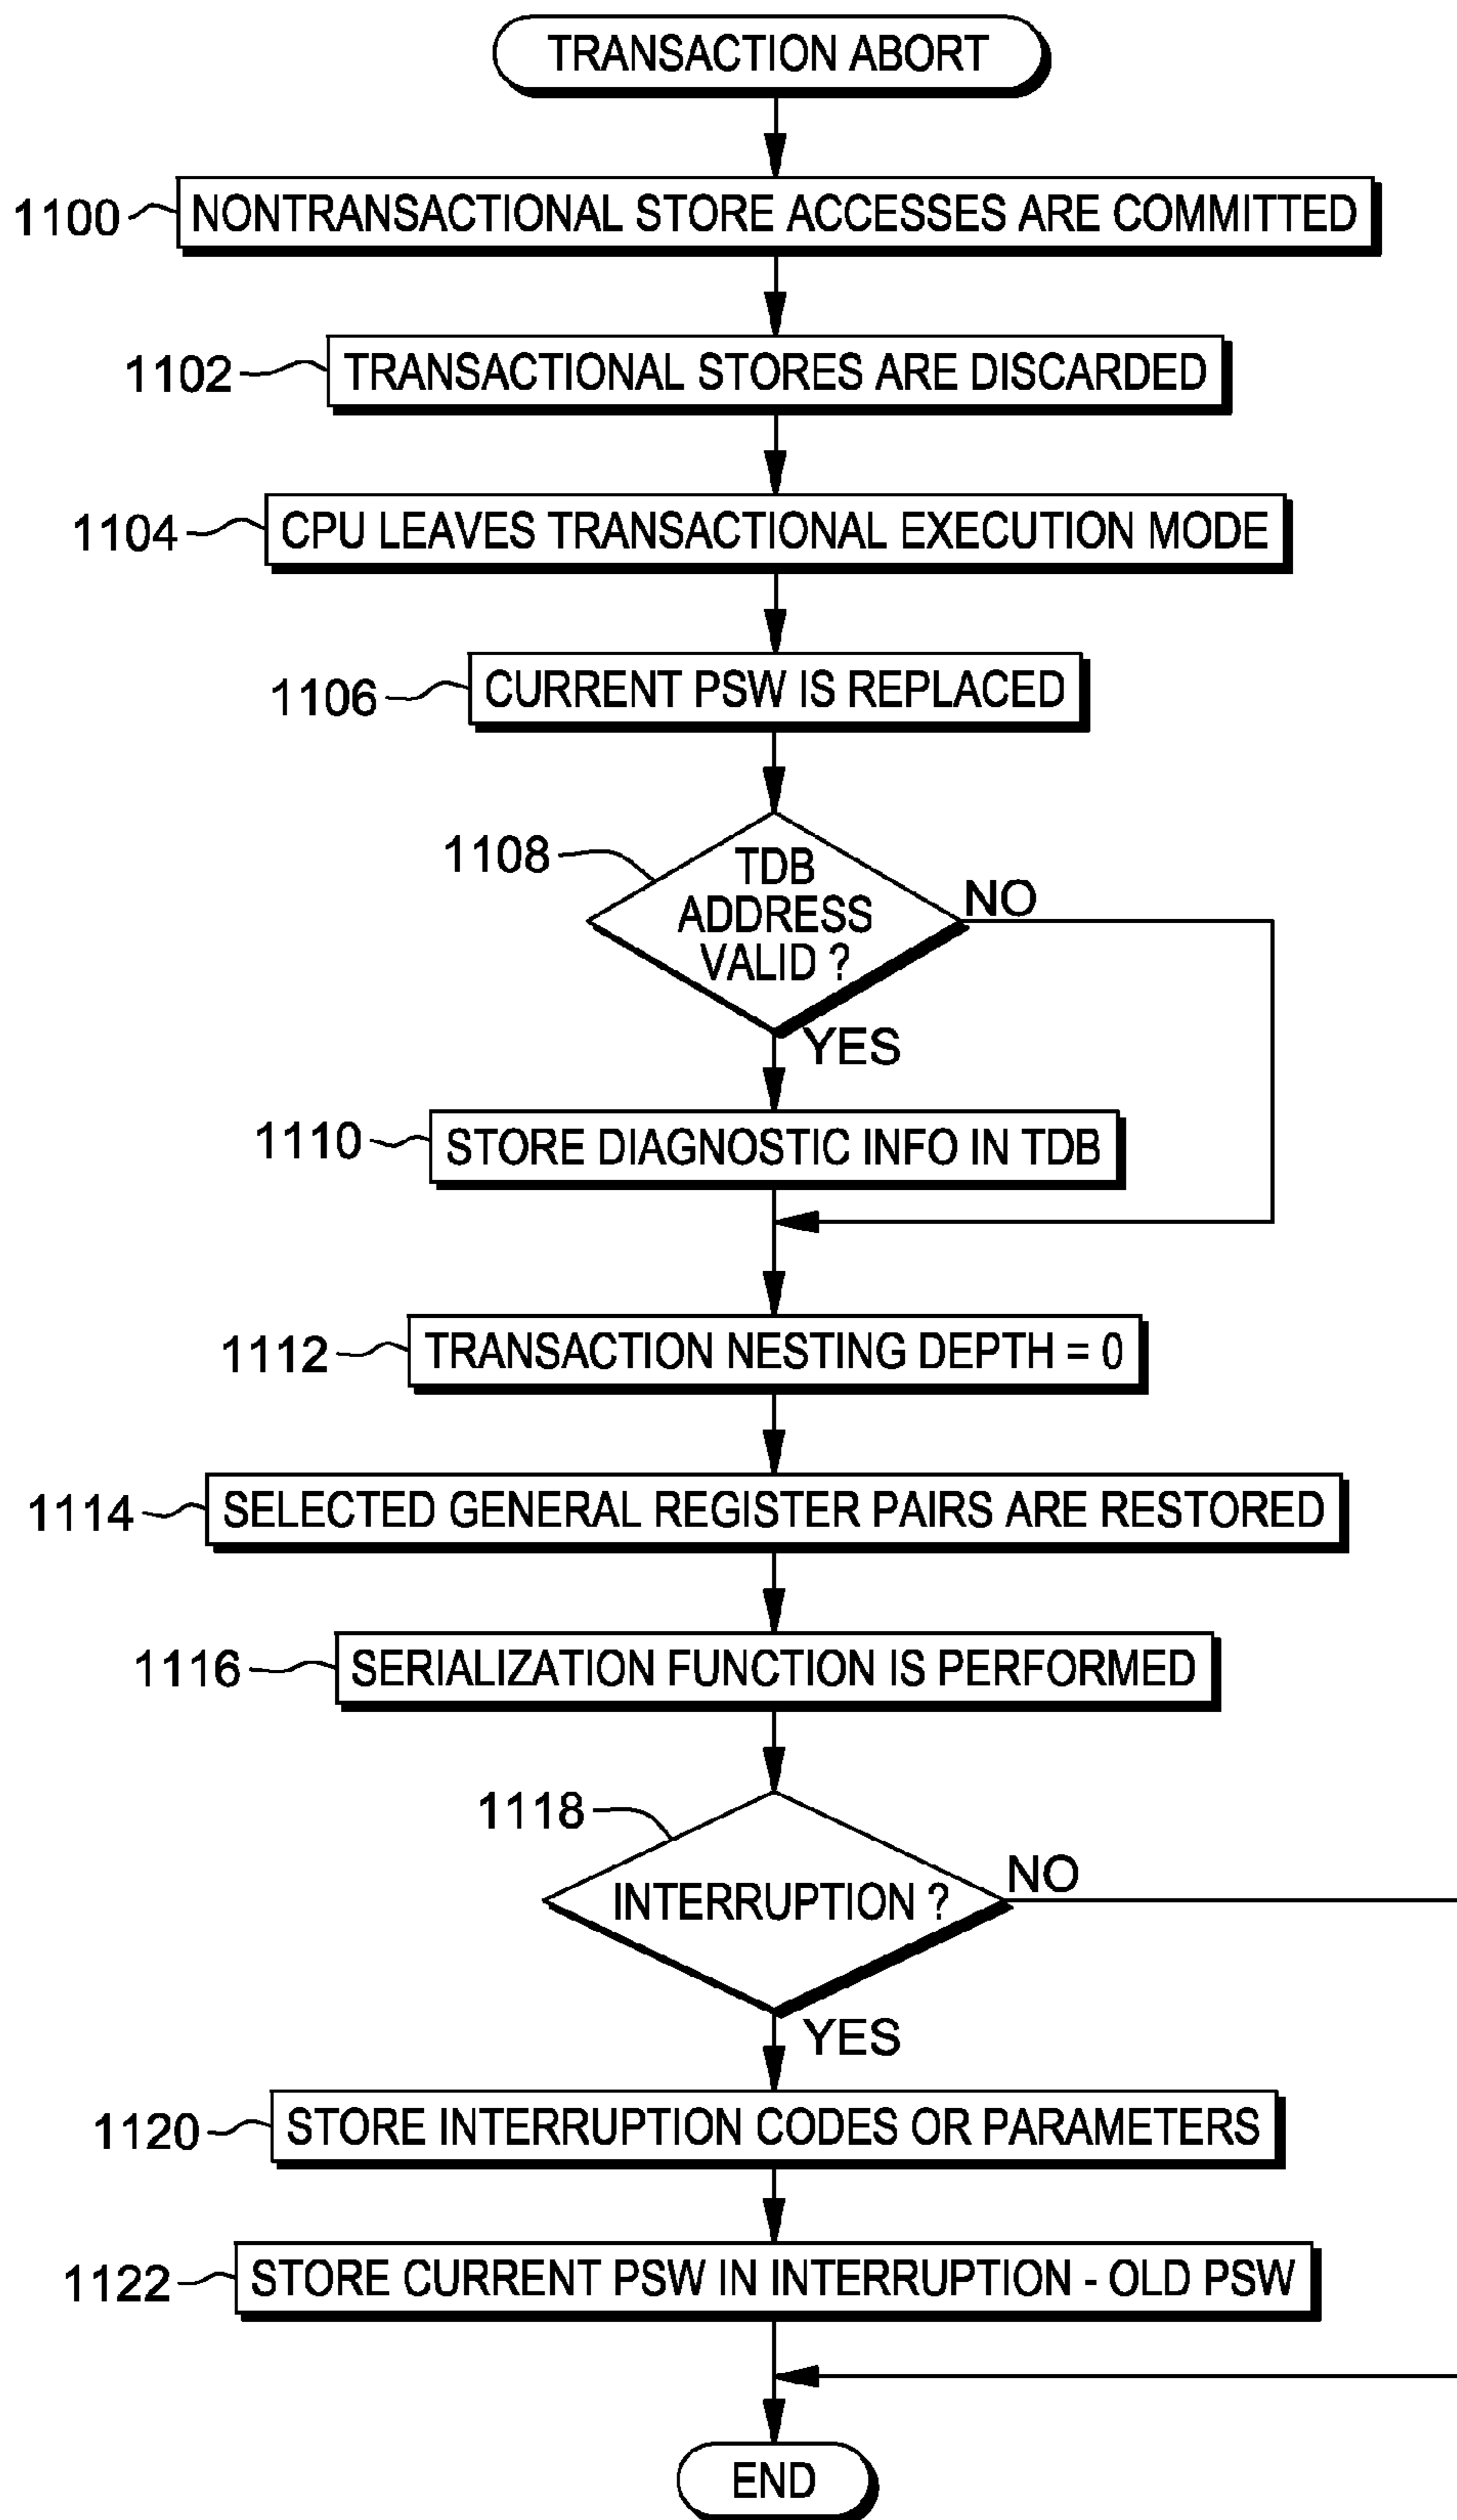 TRANSACTION ABORT
1100
NONTRANSACTIONAL STORE ACCESSES ARE COMMITTED
1102
TRANSACTIONAL STORES ARE DISCARDED
1104
CPU LEAVES TRANSACTIONAL EXECUTION MODE
1106
CURRENT PSW IS REPLACED
1108
TDB
ADDRESS
VALID ?
NO
YES
1110
STORE DIAGNOSTIC INFO IN TDB
1112
TRANSACTION NESTING DEPTH = 0
1114
SELECTED GENERAL REGISTER PAIRS ARE RESTORED
1116
SERIALIZATION FUNCTION IS PERFORMED
1118
INTERRUPTION ?
NO
YES
1120
STORE INTERRUPTION CODES OR PARAMETERS
1122
STORE CURRENT PSW IN INTERRUPTION - OLD PSW
END